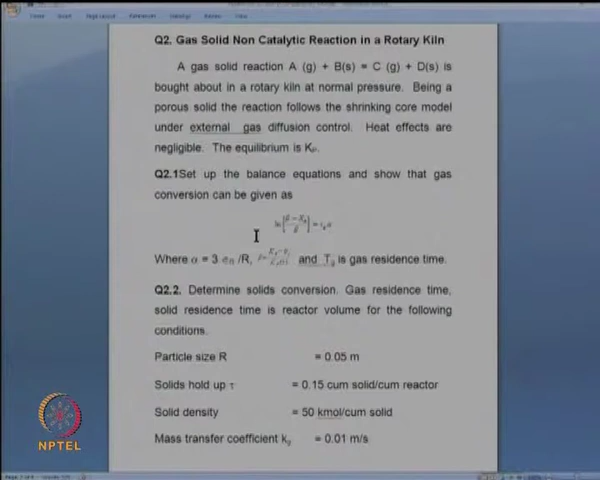 Q2. Gas Solid Non Catalytic Reaction in a Rotary Kiln
A gas solid reaction A (g) + B(s) = C (g) + D(s) is
bought about in a rotary kiln at normal pressure. Being a
porous solid the reaction follows the shrinking core model
under external gas diffusion control. Heat effects are
negligible. The equilibrium is Kₚ.
Q2.1Set up the balance equations and show that gas
conversion can be given as
Where α = 3 /R, and T is gas residence time.
Q2.2. Determine solids conversion. Gas residence time,
solid residence time is reactor volume for the following
conditions.
Particle size R = 0.05 m
Solids hold up τ = 0.15 cum solid/cum reactor
Solid density = 50 kmol/cum solid
Mass transfer coefficient kg = 0.01 m/s
NPTEL